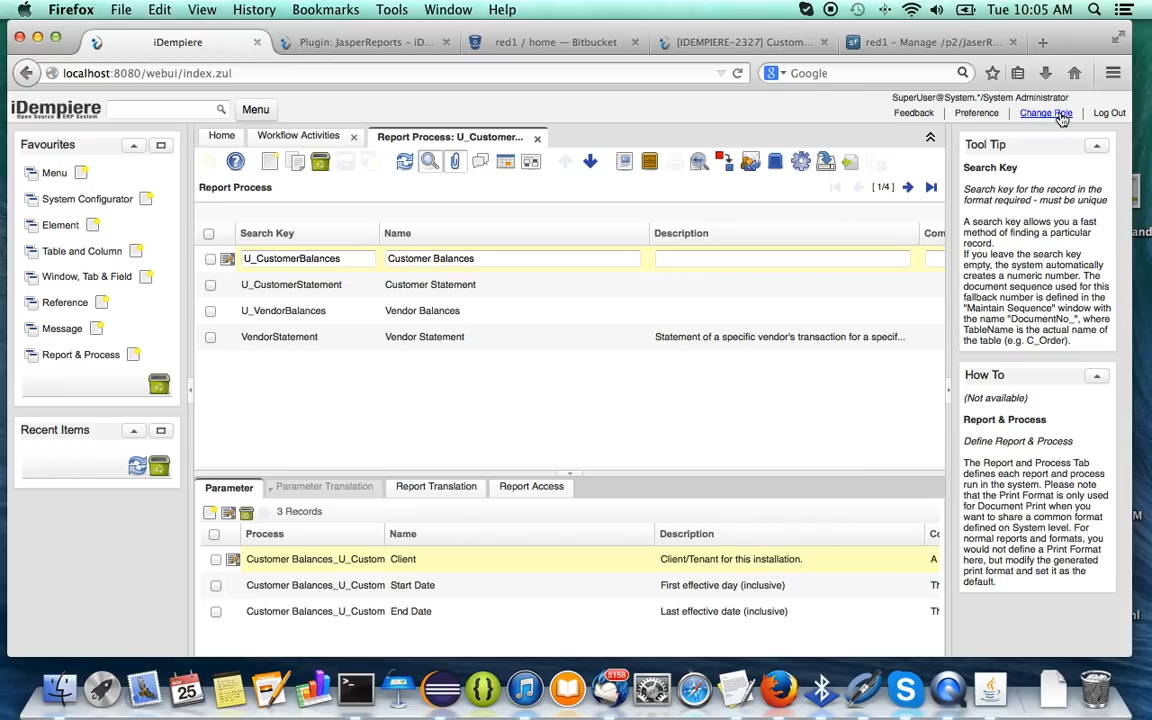 Firefox File Edit View History Bookmarks Tools Window Help Tue 10:05 AM
iDempiere Plugin: JasperReports - iD... red1 / home — Bitbucket [IDEMPIERE-2327] Custom... red1 - Manage /p2/JaserR...
localhost:8080/webui/index.zul Google
SuperUser@System.*/System Administrator
iDempiere Menu
Open Source ERP System
Feedback Preference Change Role Log Out
Favourites
Menu
System Configurator
Element
Table and Column
Window, Tab & Field
Reference
Message
Report & Process
Recent Items
Home Workflow Activities Report Process: U_Customer...
Report Process [1/4]
Search Key Name Description Com
U_CustomerBalances Customer Balances
U_CustomerStatement Customer Statement
U_VendorBalances Vendor Balances
VendorStatement Vendor Statement Statement of a specific vendor's transaction for a specif...
Parameter Parameter Translation Report Translation Report Access
3 Records
Process Name Description Co
Customer Balances_U_Custom Client Client/Tenant for this installation. A
Customer Balances_U_Custom Start Date First effective day (inclusive) Th
Customer Balances_U_Custom End Date Last effective date (inclusive) Th
Tool Tip
Search Key
Search key for the record in the
format required - must be unique
A search key allows you a fast
method of finding a particular
record.
If you leave the search key
empty, the system automatically
creates a numeric number. The
document sequence used for this
fallback number is defined in the
"Maintain Sequence" window with
the name "DocumentNo_", where
TableName is the actual name of
the table (e.g. C_Order).
How To
(Not available)
Report & Process
Define Report & Process
The Report and Process Tab
defines each report and process
run in the system. Please note
that the Print Format is only used
for Document Print when you
want to share a common format
defined on System level. For
normal reports and formats, you
would not define a Print Format
here, but modify the generated
print format and set it as the
default.
and
M
nl
NOV
25
8158